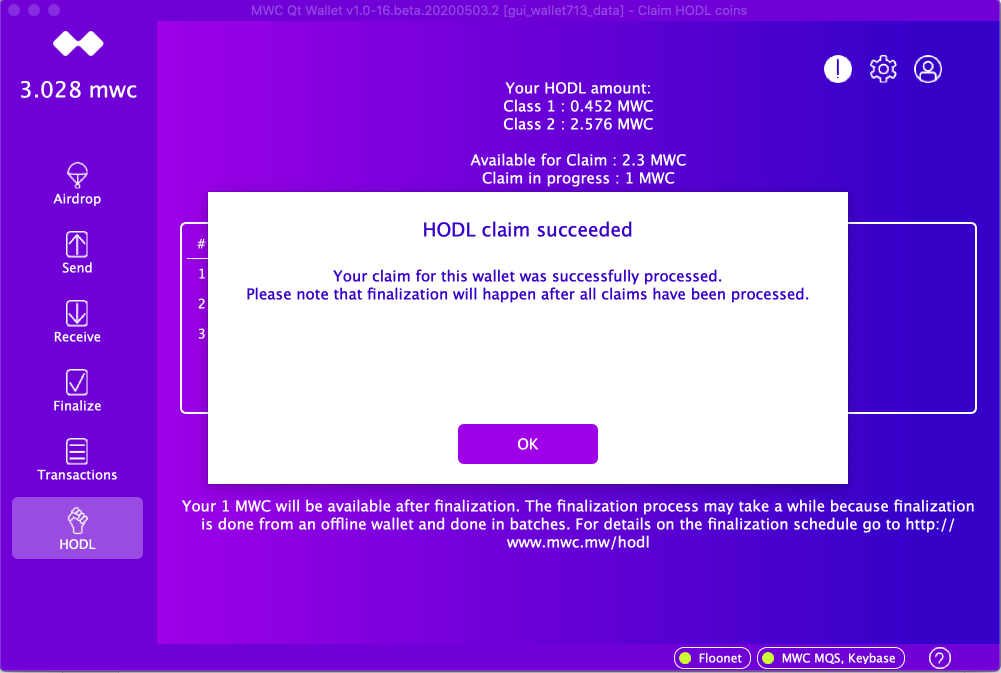 MWC Qt Wallet v1.0-16.beta.20200503.2 [gui_wallet713_data] - Claim HODL coins
3.028 mwc
Airdrop
Send
Receive
Finalize
Transactions
HODL
Your HODL amount:
Class 1 : 0.452 MWC
Class 2 : 2.576 MWC
Available for Claim : 2.3 MWC
Claim in progress : 1 MWC
#
1
2
3
HODL claim succeeded
Your claim for this wallet was successfully processed.
Please note that finalization will happen after all claims have been processed.
OK
Your 1 MWC will be available after finalization. The finalization process may take a while because finalization
is done from an offline wallet and done in batches. For details on the finalization schedule go to http://
www.mwc.mw/hodl
Floonet
MWC MQS, Keybase
?